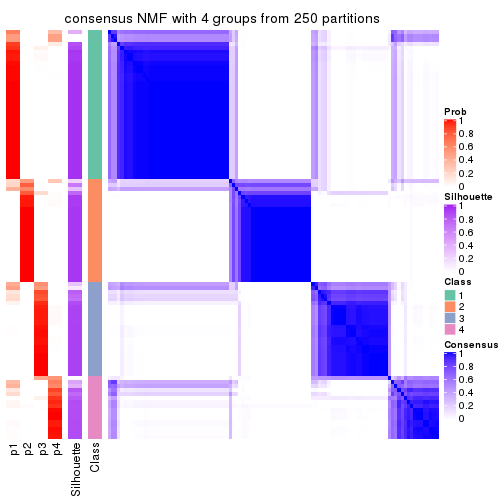 consensus NMF with 4 groups from 250 partitions
Prob
1
0.8
0.6
0.4
0.2
0
Silhouette
1
0.8
0.6
0.4
0.2
0
Class
1
2
3
4
Consensus
1
0.8
0.6
0.4
0.2
0
p1
p2
p3
p4
Silhouette
Class